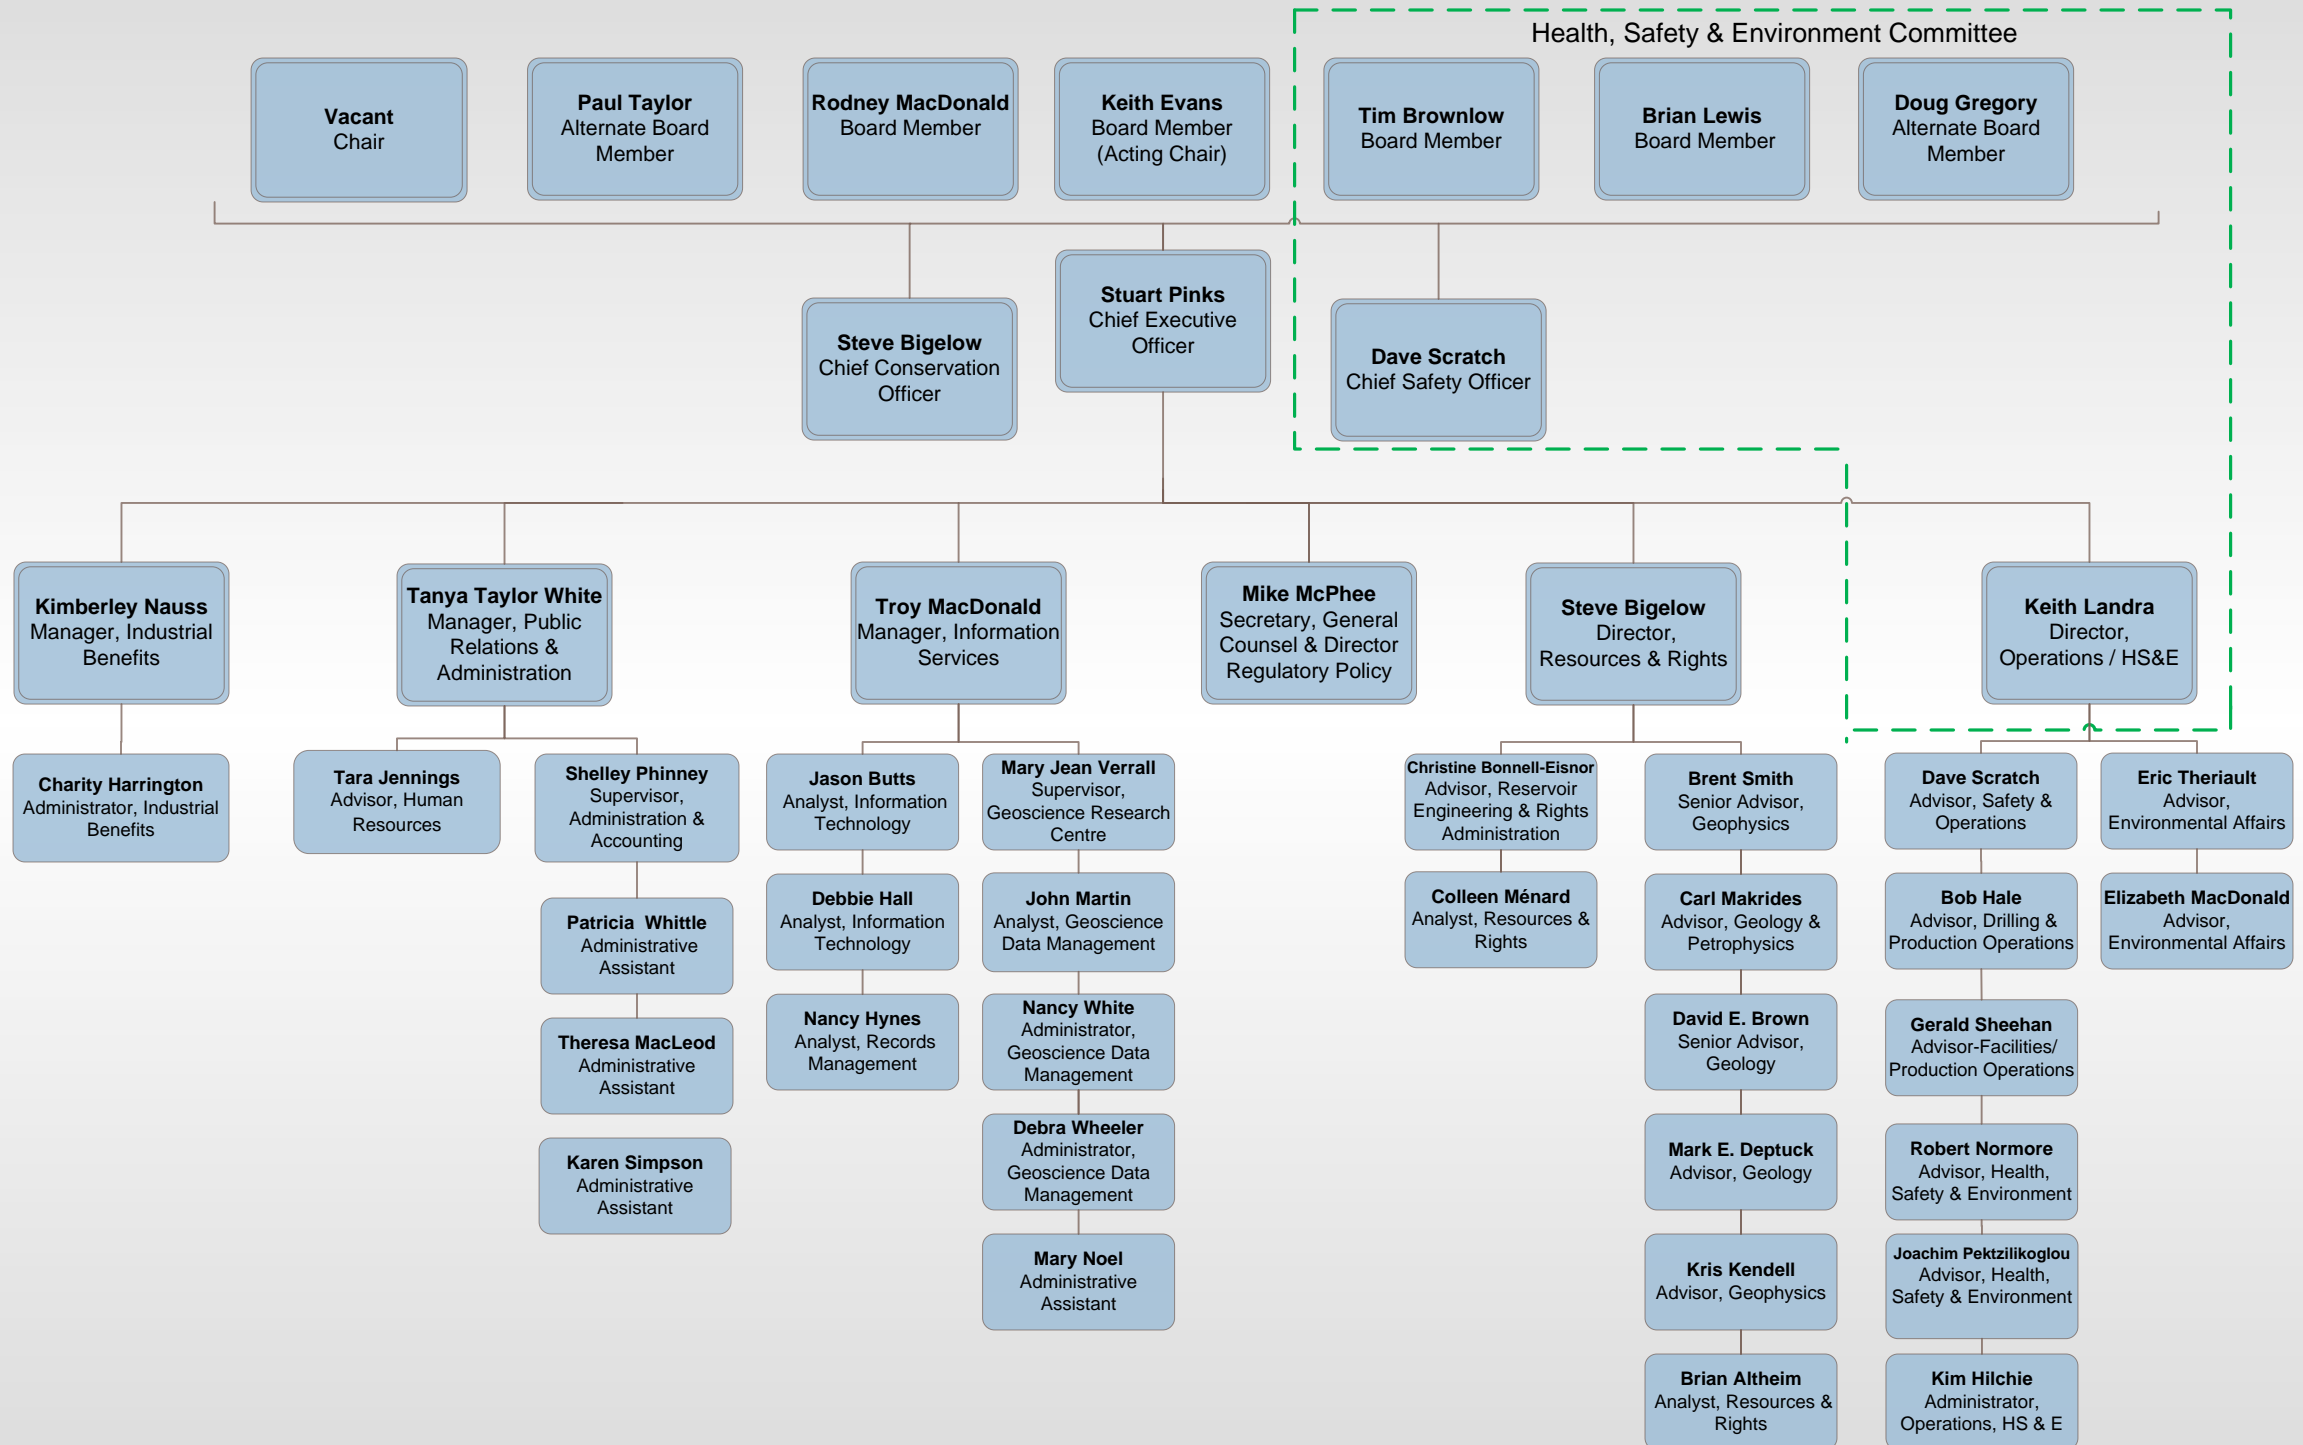 Health, Safety & Environment Committee
Vacant
Chair
Paul Taylor
Alternate Board
Member
Rodney MacDonald
Board Member
Keith Evans
Board Member
(Acting Chair)
Tim Brownlow
Board Member
Brian Lewis
Board Member
Doug Gregory
Alternate Board
Member
Steve Bigelow
Chief Conservation
Officer
Stuart Pinks
Chief Executive
Officer
Dave Scratch
Chief Safety Officer
Kimberley Nauss
Manager, Industrial
Benefits
Tanya Taylor White
Manager, Public
Relations &
Administration
Troy MacDonald
Manager, Information
Services
Mike McPhee
Secretary, General
Counsel & Director
Regulatory Policy
Steve Bigelow
Director,
Resources & Rights
Keith Landra
Director,
Operations / HS&E
Charity Harrington
Administrator, Industrial
Benefits
Tara Jennings
Advisor, Human
Resources
Shelley Phinney
Supervisor,
Administration &
Accounting
Patricia  Whittle
Administrative
Assistant
Theresa MacLeod
Administrative
Assistant
Karen Simpson
Administrative
Assistant
Jason Butts
Analyst, Information
Technology
Debbie Hall
Analyst, Information
Technology
Nancy Hynes
Analyst, Records
Management
Mary Jean Verrall
Supervisor,
Geoscience Research
Centre
John Martin
Analyst, Geoscience
Data Management
Nancy White
Administrator,
Geoscience Data
Management
Debra Wheeler
Administrator,
Geoscience Data
Management
Mary Noel
Administrative
Assistant
Christine Bonnell-Eisnor
Advisor, Reservoir
Engineering & Rights
Administration
Colleen Ménard
Analyst, Resources &
Rights
Brent Smith
Senior Advisor,
Geophysics
Carl Makrides
Advisor, Geology &
Petrophysics
David E. Brown
Senior Advisor,
Geology
Mark E. Deptuck
Advisor, Geology
Kris Kendell
Advisor, Geophysics
Brian Altheim
Analyst, Resources &
Rights
Dave Scratch
Advisor, Safety &
Operations
Bob Hale
Advisor, Drilling &
Production Operations
Gerald Sheehan
Advisor-Facilities/
Production Operations
Robert Normore
Advisor, Health,
Safety & Environment
Joachim Pektzilikoglou
Advisor, Health,
Safety & Environment
Kim Hilchie
Administrator,
Operations, HS & E
Eric Theriault
Advisor,
Environmental Affairs
Elizabeth MacDonald
Advisor,
Environmental Affairs